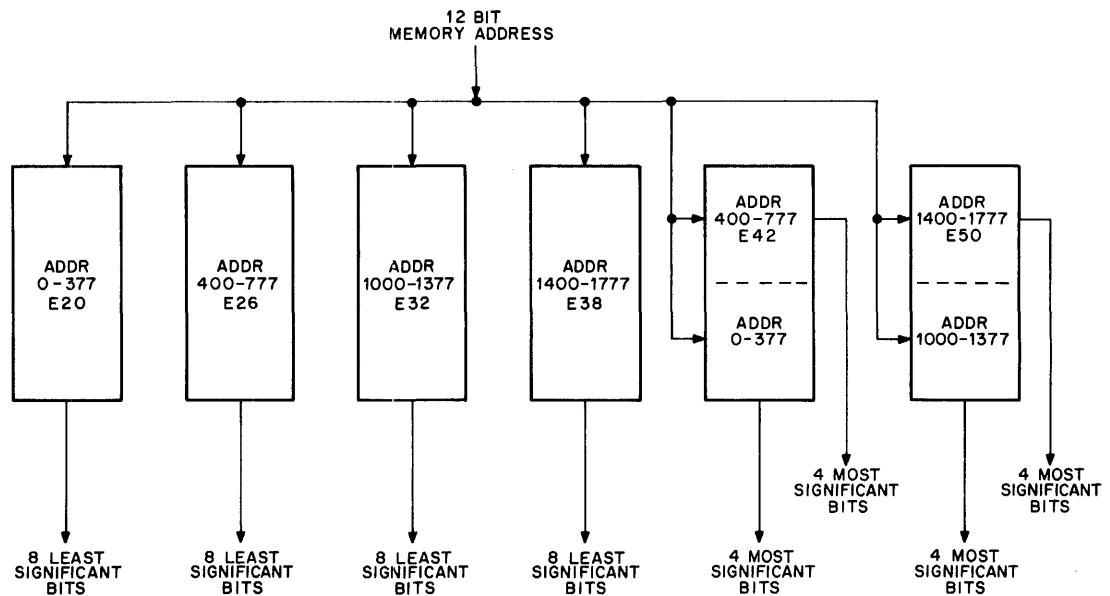 12 BIT
MEMORY ADDRESS
ADDR
0-377
E20
ADDR
400-777
E26
ADDR
1000-1377
E32
ADDR
1400-1777
E38
ADDR
400-777
E42
ADDR
0-377
ADDR
1400-1777
E50
ADDR
1000-1377
4 MOST
SIGNIFICANT
BITS
4 MOST
SIGNIFICANT
BITS
8 LEAST
SIGNIFICANT
BITS
8 LEAST
SIGNIFICANT
BITS
8 LEAST
SIGNIFICANT
BITS
8 LEAST
SIGNIFICANT
BITS
4 MOST
SIGNIFICANT
BITS
4 MOST
SIGNIFICANT
BITS